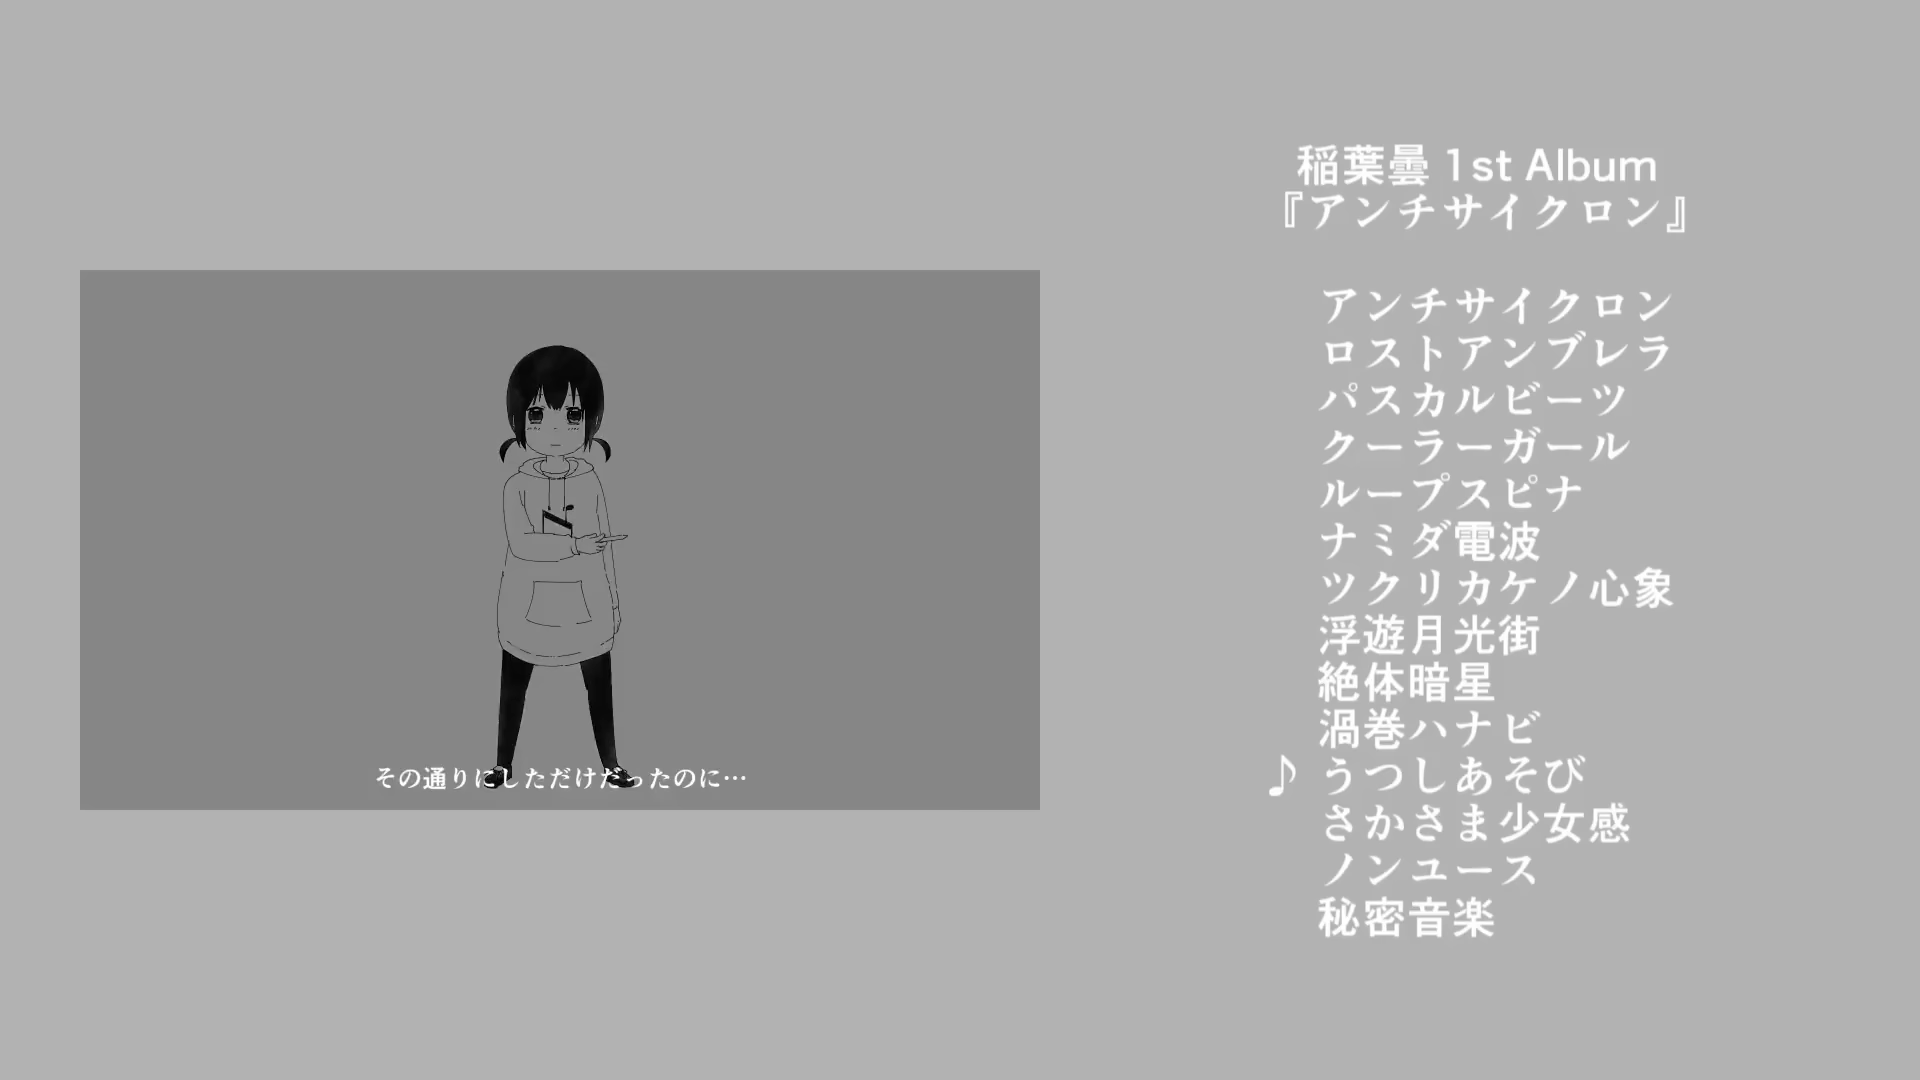 稲葉曇 1st Album
『アンチサイクロン』
アンチサイクロン
ロストアンブレラ
パスカルビーツ
クーラーガール
ループスピナ
ナミダ電波
ツクリカケノ心象
浮遊月光街
絶体暗星
渦巻ハナビ
♪ うつしあそび
さかさま少女感
ノンユース
秘密音楽
その通りにしただけだったのに…